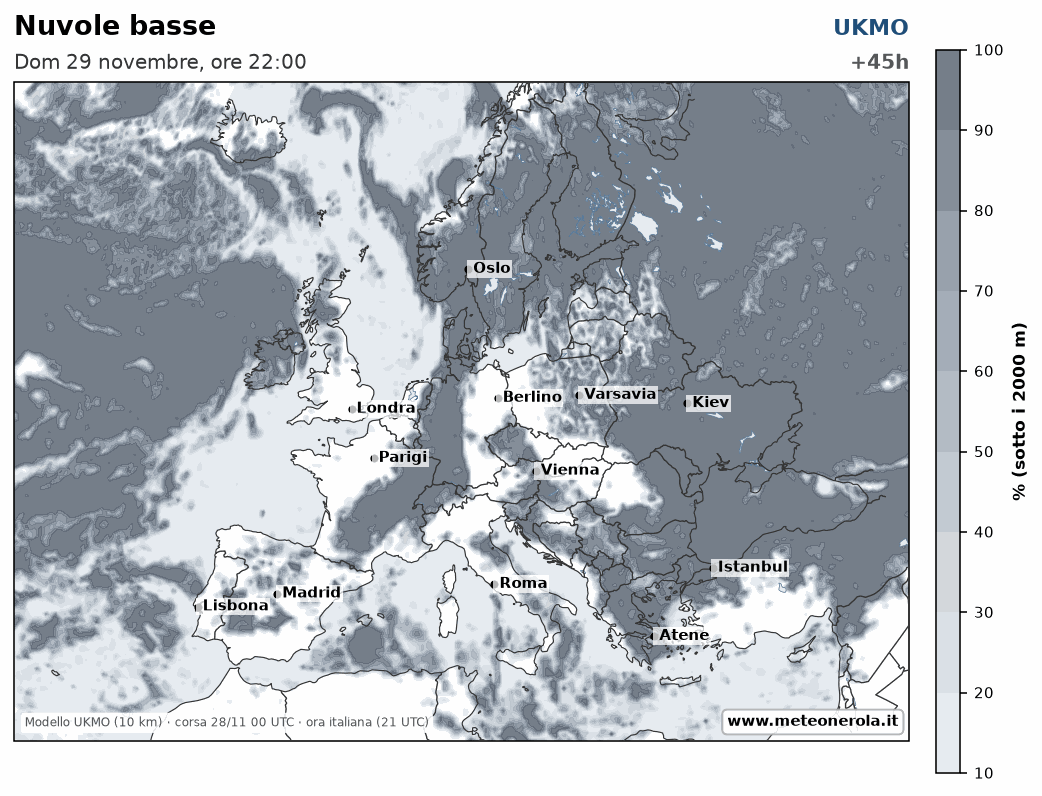 Nuvole basse
UKMO
Dom 29 novembre, ore 22:00
+45h
100
90
80
70
60
50
40
30
20
10
% (sotto i 2000 m)
Oslo
Londra
Berlino
Varsavia
Kiev
Parigi
Vienna
Istanbul
Roma
Madrid
Lisbona
Atene
Modello UKMO (10 km) · corsa 28/11 00 UTC · ora italiana (21 UTC)
www.meteonerola.it